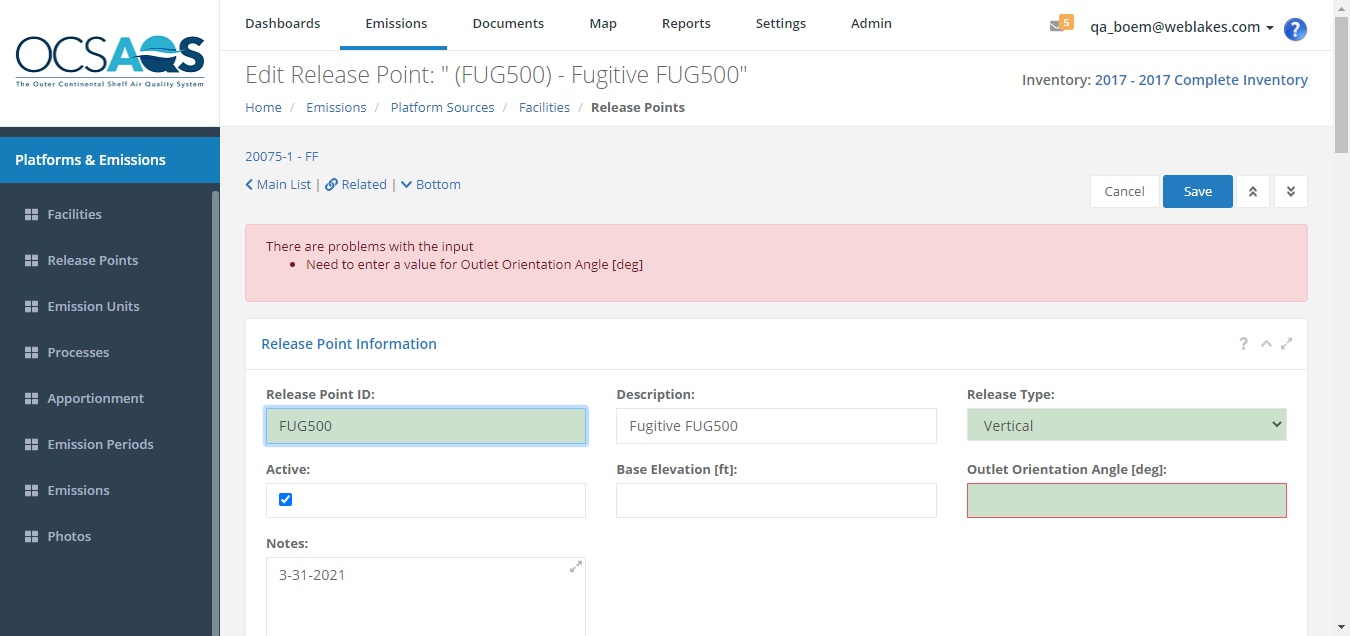 OCSAQS
The Outer Continental Shelf Air Quality System
Dashboards Emissions Documents Map Reports Settings Admin
5 qa_boem@weblakes.com ?
Edit Release Point: " (FUG500) - Fugitive FUG500"
Inventory: 2017 - 2017 Complete Inventory
Home / Emissions / Platform Sources / Facilities / Release Points
Platforms & Emissions
Facilities
Release Points
Emission Units
Processes
Apportionment
Emission Periods
Emissions
Photos
20075-1 - FF
Main List | Related | Bottom
Cancel Save
There are problems with the input
• Need to enter a value for Outlet Orientation Angle [deg]
Release Point Information ?
Release Point ID: Description: Release Type:
FUG500 Fugitive FUG500 Vertical
Active: Base Elevation [ft]: Outlet Orientation Angle [deg]:
Notes:
3-31-2021